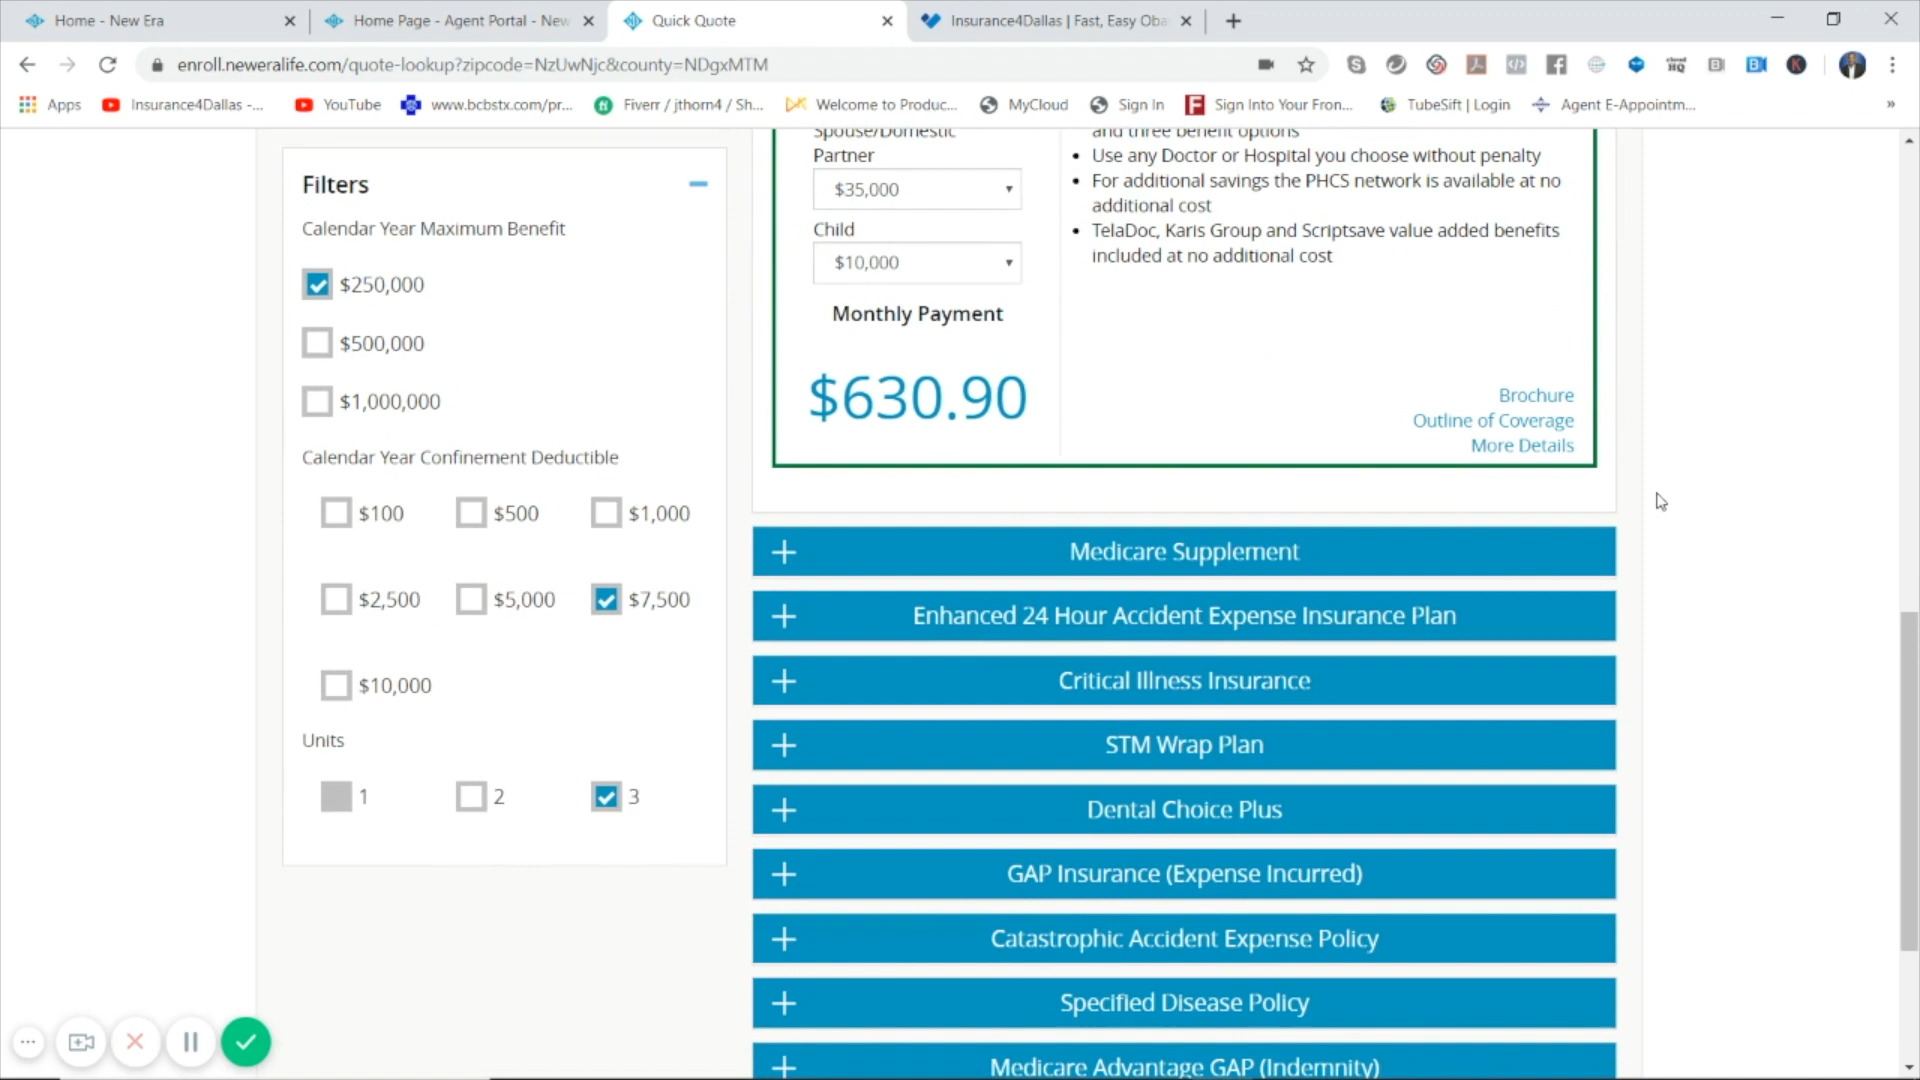 Home - New Era
Home Page - Agent Portal - New
Quick Quote
Insurance4Dallas | Fast, Easy Oba
enroll.neweralife.com/quote-lookup?zipcode=NzUwNjc&county=NDgxMTM
Apps
Insurance4Dallas -...
YouTube
www.bcbstx.com/pr...
Fiverr / jthorn4 / Sh...
Welcome to Produc...
MyCloud
Sign In
Sign Into Your Fron...
TubeSift | Login
Agent E-Appointm...
»
Filters
Calendar Year Maximum Benefit
$250,000
$500,000
$1,000,000
Calendar Year Confinement Deductible
$100 $500 $1,000
$2,500 $5,000 $7,500
$10,000
Units
1 2 3
Spouse/Domestic
Partner
$35,000
Child
$10,000
Monthly Payment
$630.90
and three benefit options
• Use any Doctor or Hospital you choose without penalty
• For additional savings the PHCS network is available at no
additional cost
• TelaDoc, Karis Group and Scriptsave value added benefits
included at no additional cost
Brochure
Outline of Coverage
More Details
Medicare Supplement
Enhanced 24 Hour Accident Expense Insurance Plan
Critical Illness Insurance
STM Wrap Plan
Dental Choice Plus
GAP Insurance (Expense Incurred)
Catastrophic Accident Expense Policy
Specified Disease Policy
Medicare Advantage GAP (Indemnity)